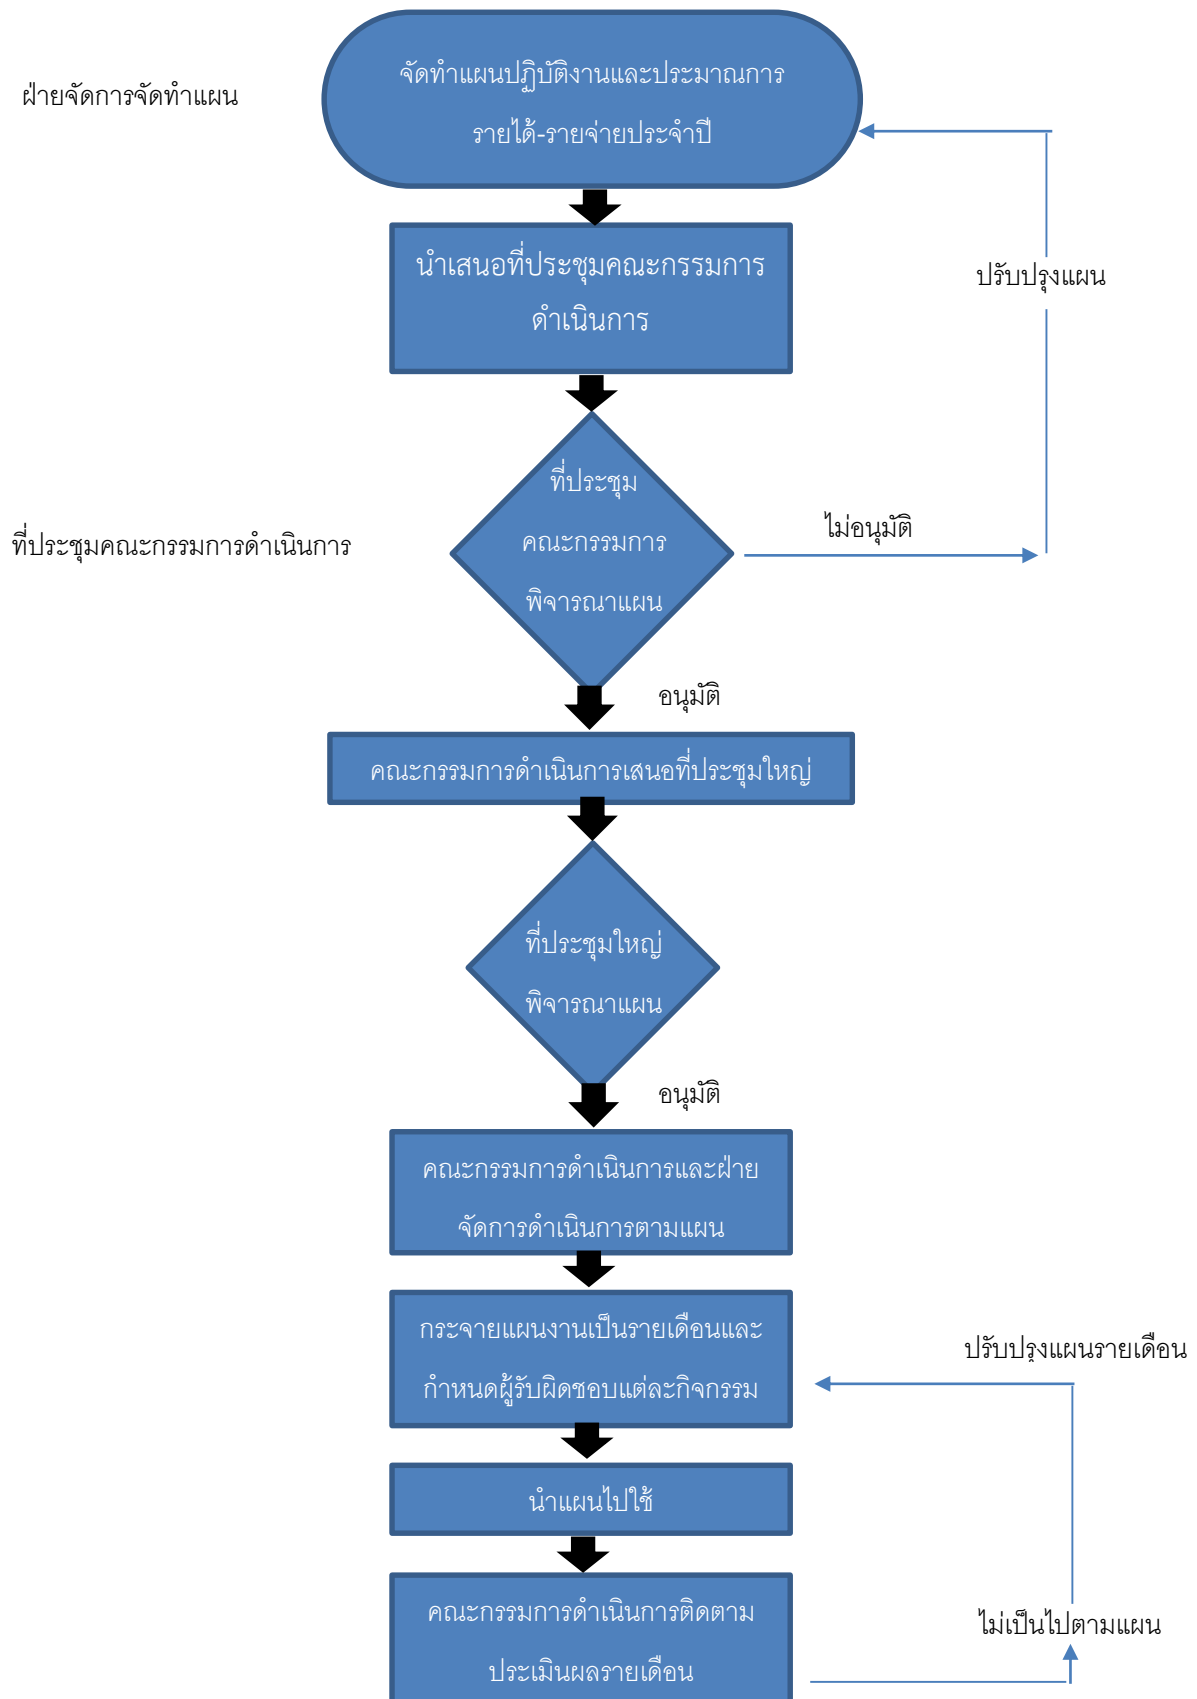 จัดทำแผนปฏิบัติงานและประมาณการ
ฝ่ายจัดการจัดทำแผน
รายได้-รายจ่ายประจำปี
นำเสนอที่ประชุมคณะกรรมการ
ดำเนินการ
ปรับปรุงแผน
ที่ประชุม
คณะกรรมการ
พิจารณาแผน
ไม่อนุมัติ
ที่ประชุมคณะกรรมการดำเนินการ
อนุมัติ
คณะกรรมการดำเนินการเสนอที่ประชุมใหญ่
ที่ประชุมใหญ่
พิจารณาแผน
อนุมัติ
คณะกรรมการดำเนินการและฝ่าย
จัดการดำเนินการตามแผน
กระจายแผนงานเป็นรายเดือนและ
กำหนดผู้รับผิดชอบแต่ละกิจกรรม
ปรับปรุงแผนรายเดือน
นำแผนไปใช้
คณะกรรมการดำเนินการติดตาม
ประเมินผลรายเดือน
ไม่เป็นไปตามแผน